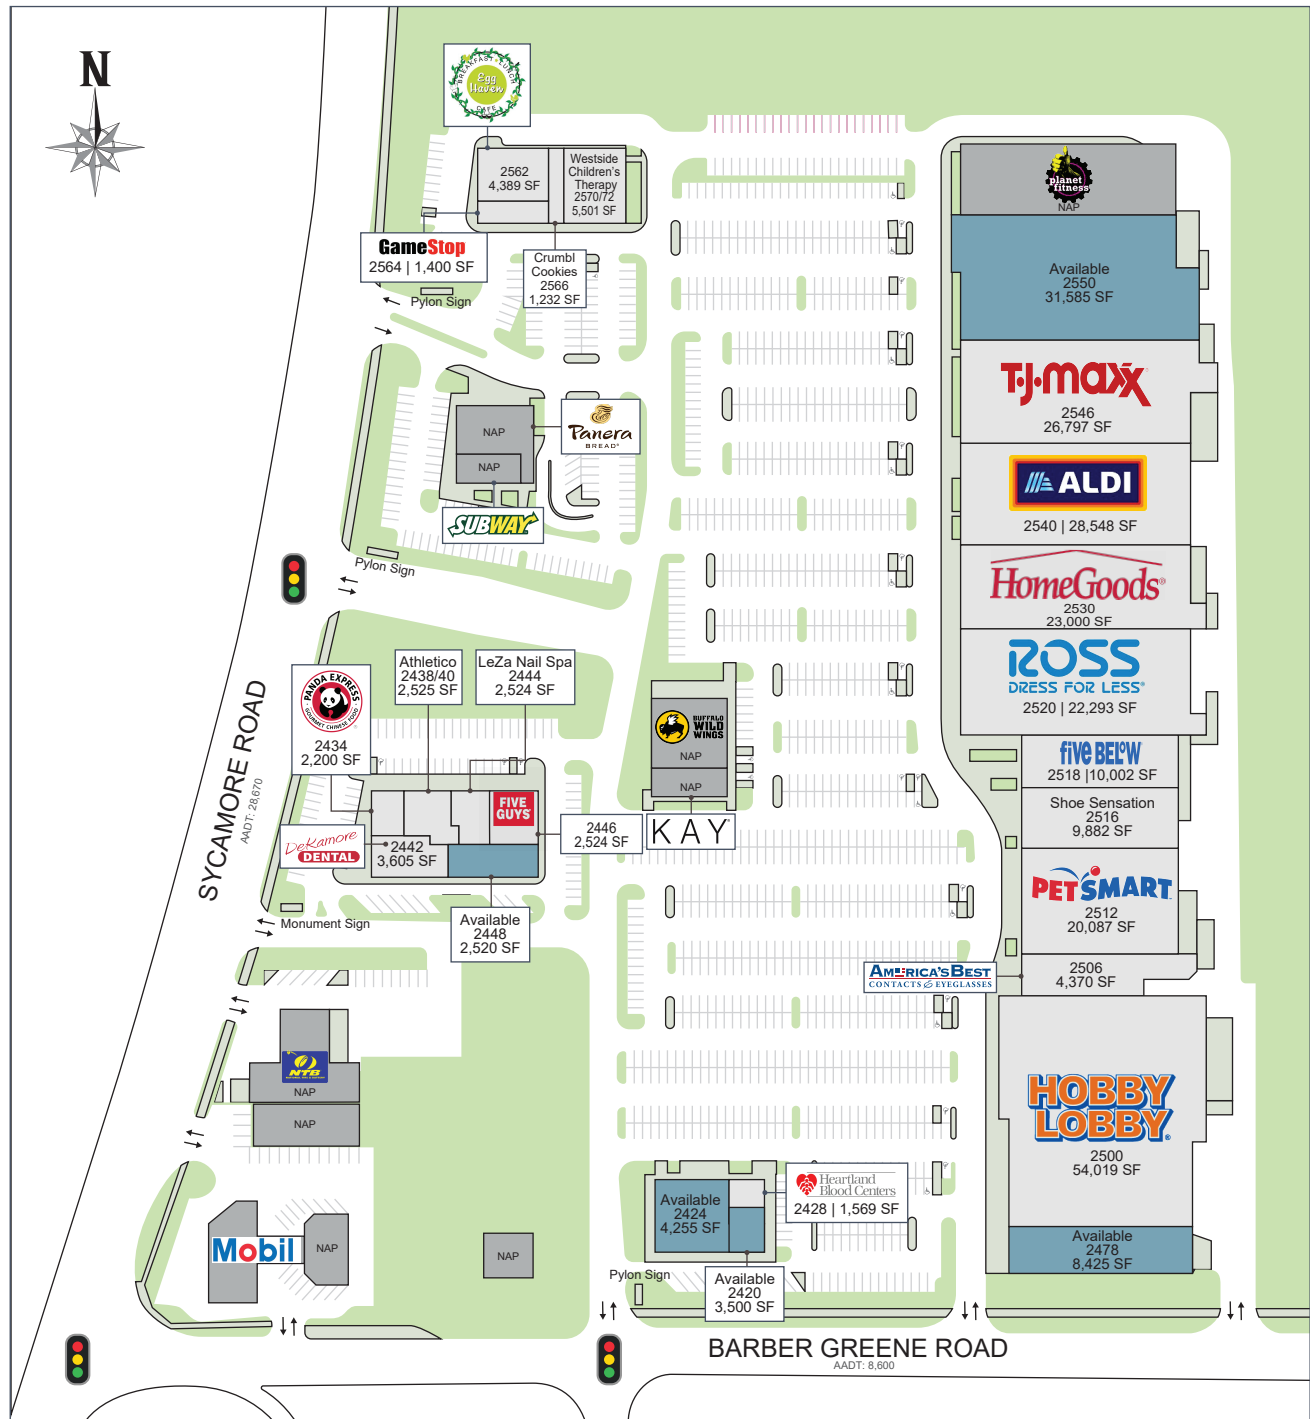 N
BREAKFAST • LUNCH
Egg
Haven
CAFE
2562
4,389 SF
Westside
Children's
Therapy
2570/72
5,501 SF
GameStop
2564 | 1,400 SF
Pylon Sign
Crumbl
Cookies
2566
1,232 SF
planet
fitness
NAP
Available
2550
31,585 SF
T·J·maxx
2546
26,797 SF
NAP
NAP
Panera
BREAD®
SUBWAY
ALDI
2540 | 28,548 SF
Pylon Sign
HomeGoods®
2530
23,000 SF
ROSS
DRESS FOR LESS®
2520 | 22,293 SF
PANDA EXPRESS
GOURMET CHINESE FOOD
2434
2,200 SF
Athletico
2438/40
2,525 SF
LeZa Nail Spa
2444
2,524 SF
BUFFALO
WILD
WINGS
NAP
NAP
KAY
five BELOW
2518 |10,002 SF
Shoe Sensation
2516
9,882 SF
SYCAMORE ROAD
AADT: 28,670
FIVE
GUYS
DeKamore
DENTAL
2442
3,605 SF
2446
2,524 SF
PETSMART
2512
20,087 SF
Monument Sign
Available
2448
2,520 SF
AMERICA'S BEST
CONTACTS & EYEGLASSES
2506
4,370 SF
NTB
NAP
NAP
HOBBY
LOBBY®
2500
54,019 SF
Available
2424
4,255 SF
Heartland
Blood Centers
2428 | 1,569 SF
Mobil
NAP
NAP
Available
2478
8,425 SF
Pylon Sign
Available
2420
3,500 SF
BARBER GREENE ROAD
AADT: 8,600